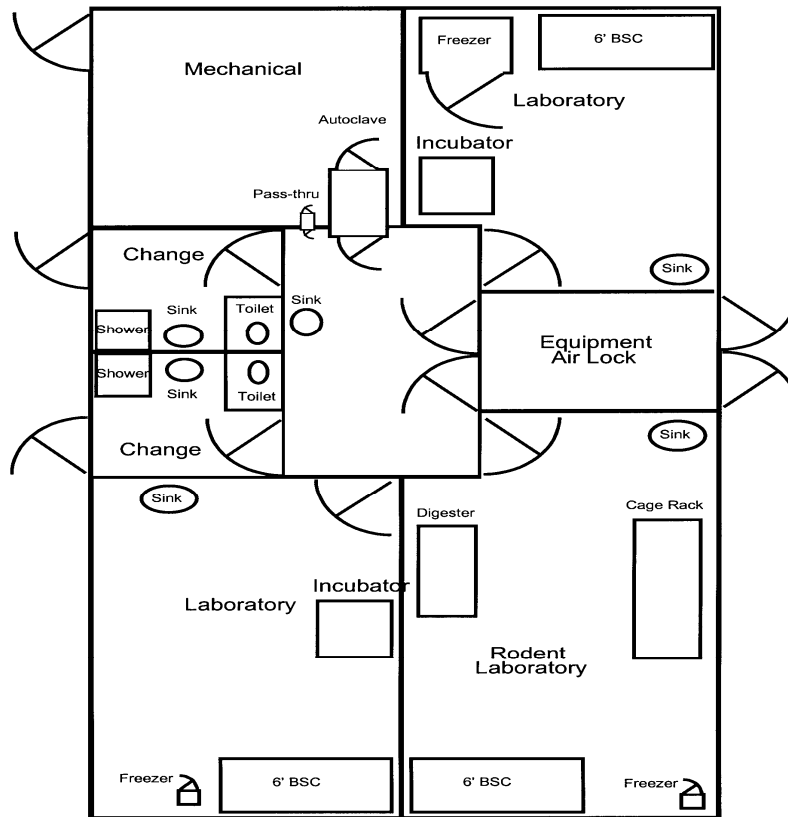 Freezer
6' BSC
Mechanical
Laboratory
Autoclave
Incubator
Pass-thru
Change
Sink
Sink
Toilet
Sink
Shower
Equipment
Air Lock
Shower
Sink
Toilet
Change
Sink
Sink
Digester
Cage Rack
Incubator
Laboratory
Rodent
Laboratory
Freezer
6' BSC
6' BSC
Freezer